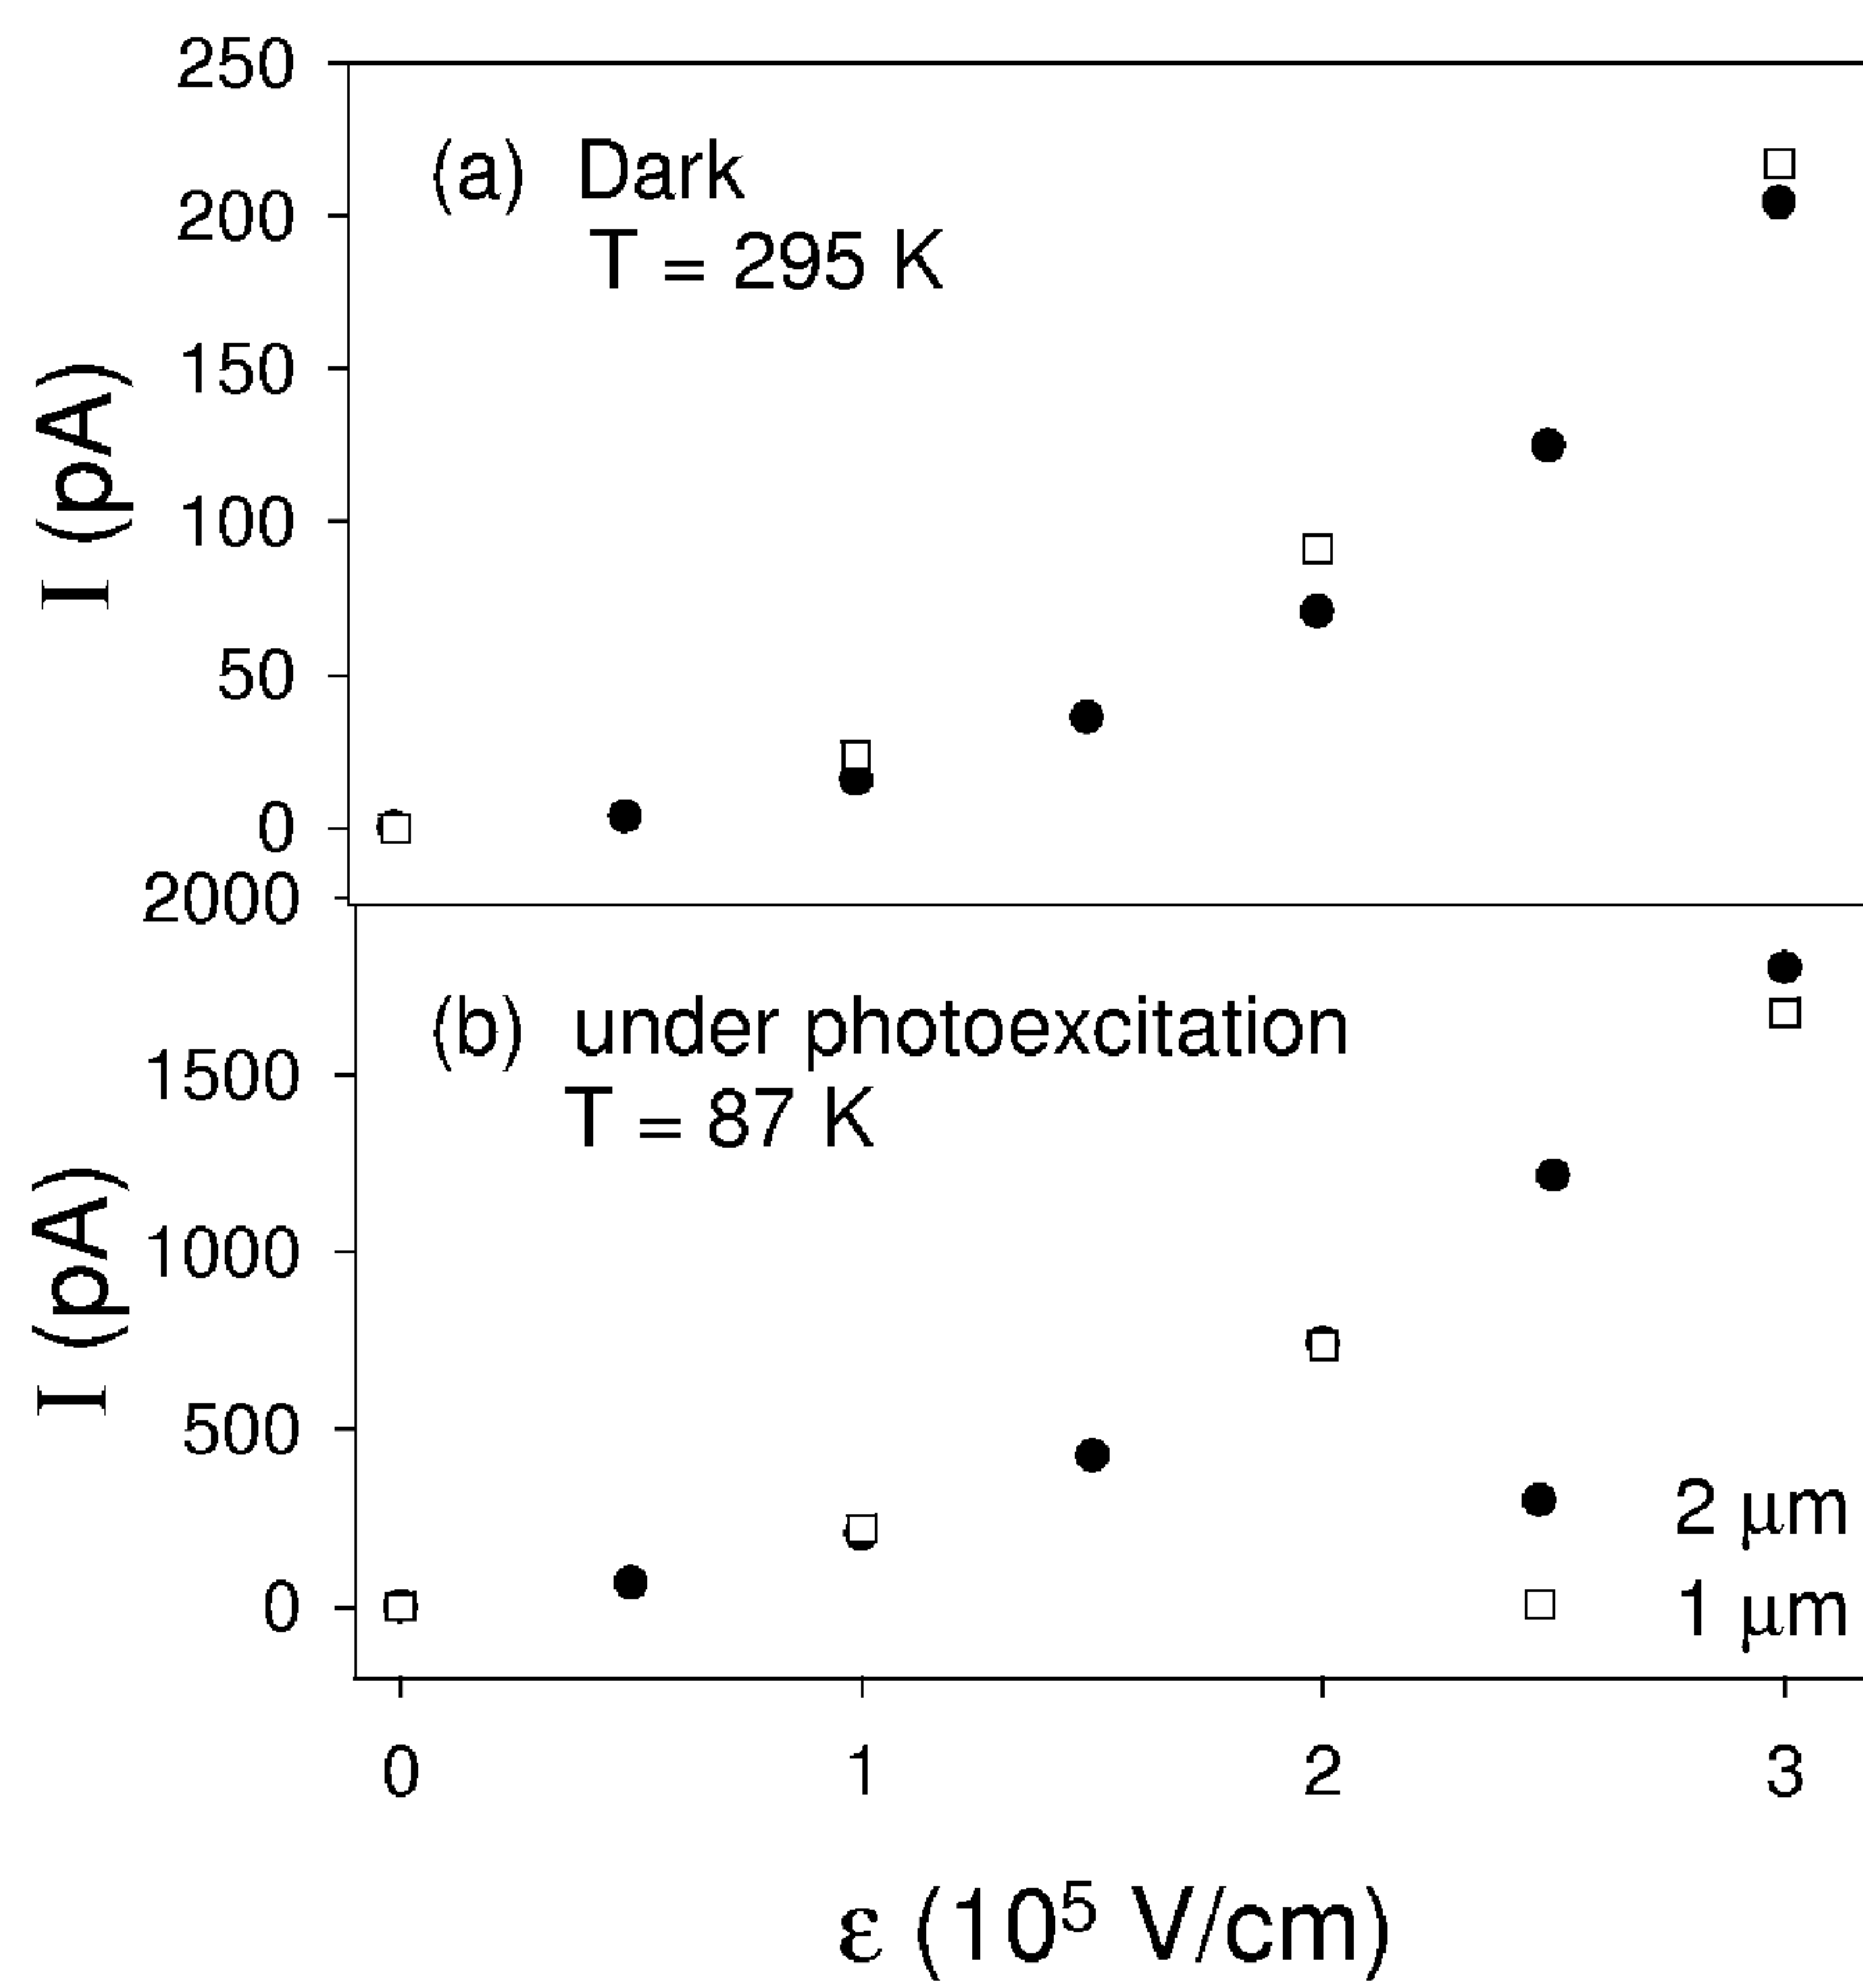 250
(a) Dark
200
T = 295 K
150
I (pA)
100
50
0
2000
(b) under photoexcitation
1500
T = 87 K
I (pA)
1000
500
2 μm
0
1 μm
0 1 2 3
ε (10⁵ V/cm)